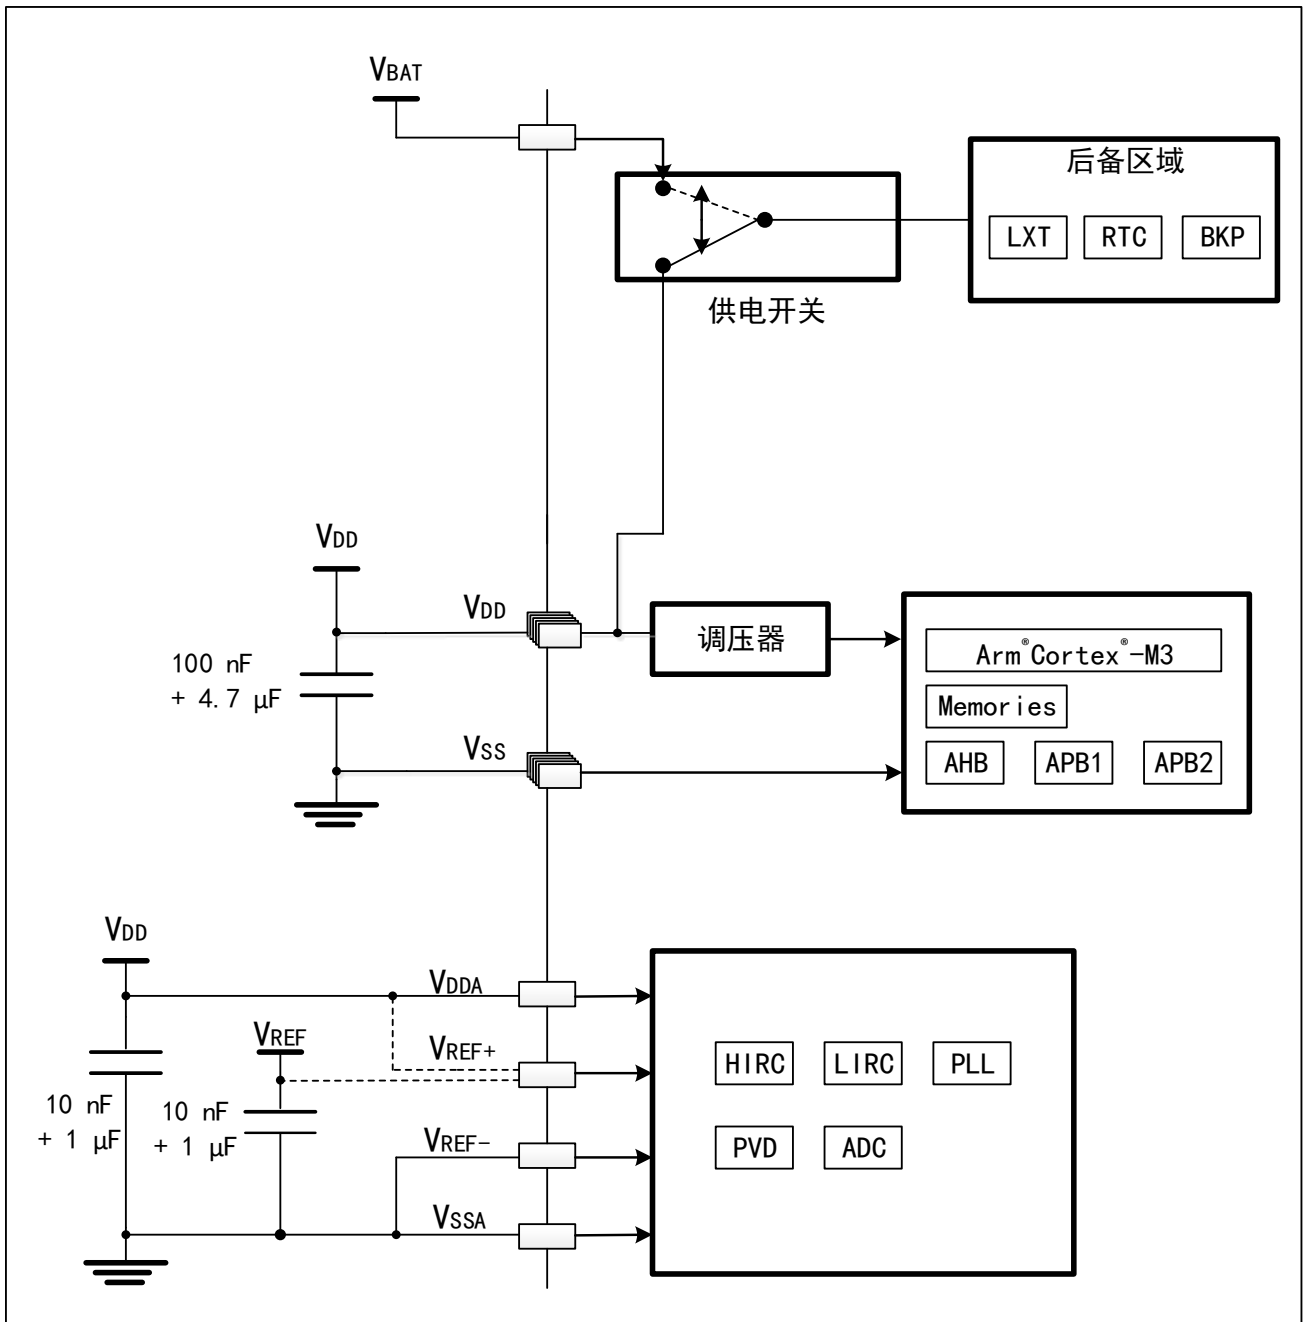 VBAT
后备区域
LXT
RTC
BKP
供电开关
VDD
VDD
100 nF
+ 4.7 μF
调压器
Arm®Cortex®-M3
Memories
VSS
AHB
APB1
APB2
VDD
VDDA
VREF
VREF+
HIRC
LIRC
PLL
10 nF
+ 1 μF
10 nF
+ 1 μF
VREF-
PVD
ADC
VSSA